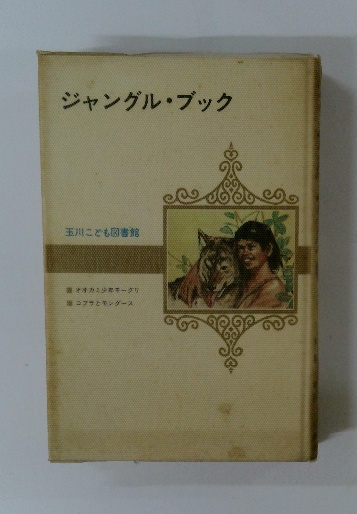 ジャングル・ブック
玉川こども図書館
オオカミ少年モーグリ
コブラとモングース